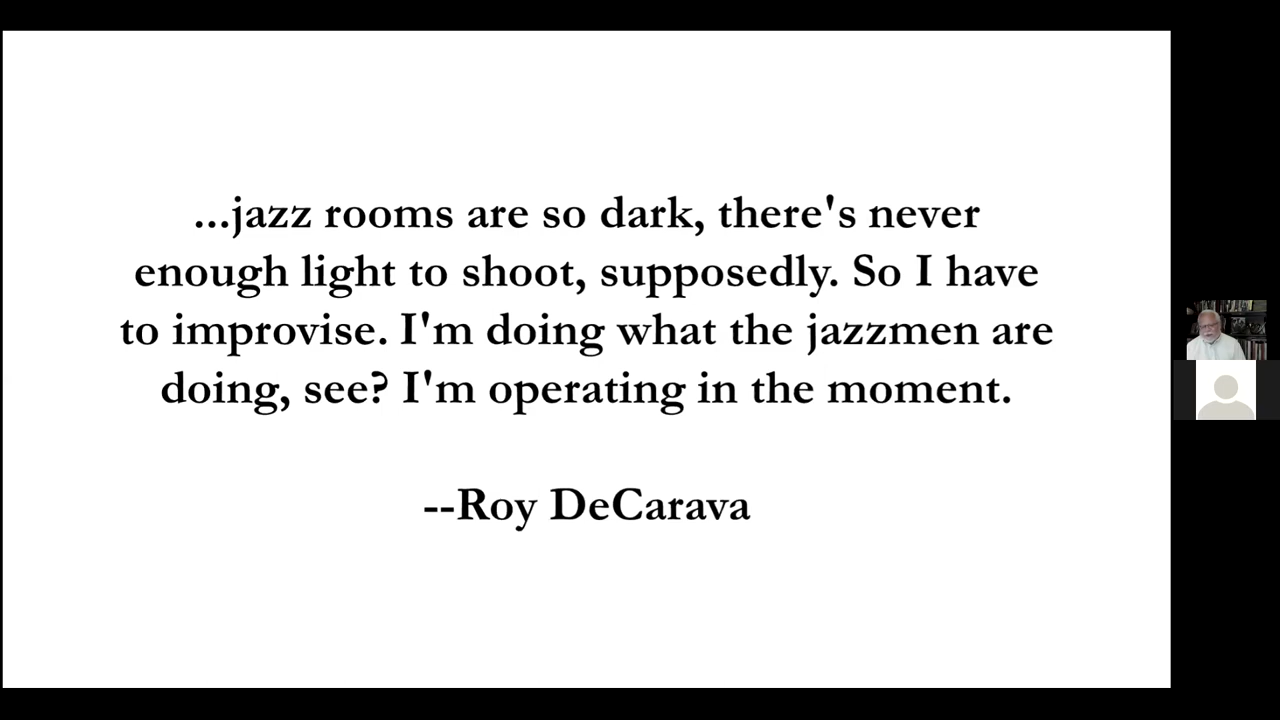 ...jazz rooms are so dark, there's never
enough light to shoot, supposedly. So I have
to improvise. I'm doing what the jazzmen are
doing, see? I'm operating in the moment.
--Roy DeCarava